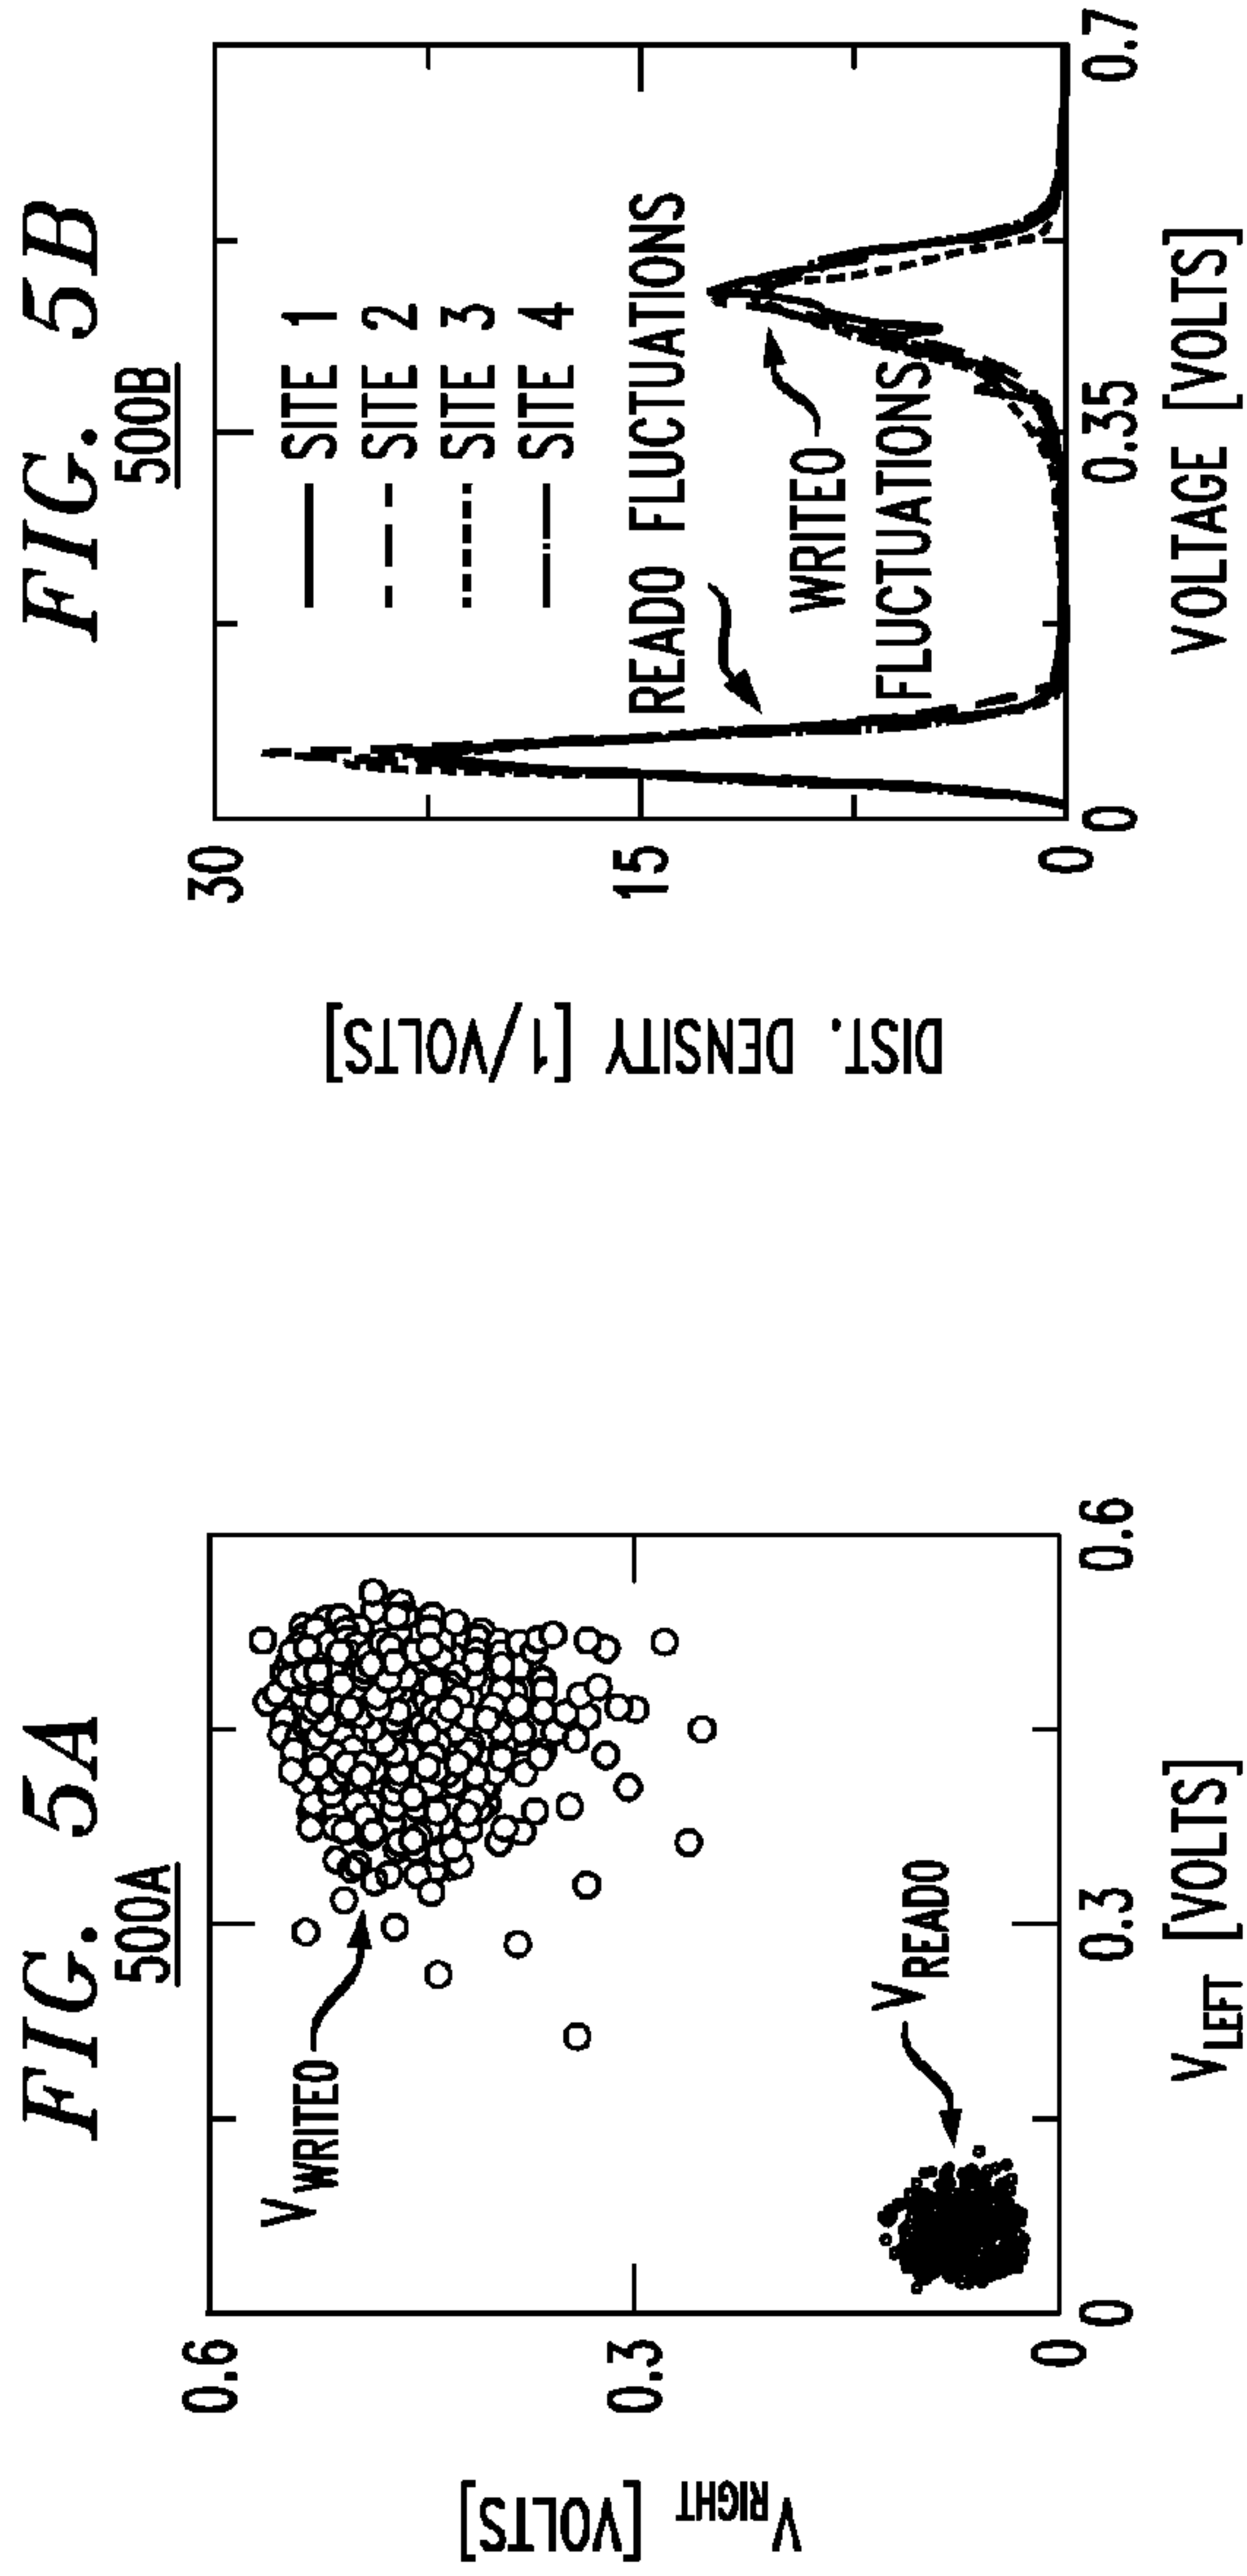 FIG. 5A
500A
0.6
V_WRITE0
V_RIGHT [VOLTS]
0.3
V_READ0
0
0
0.3
0.6
V_LEFT [VOLTS]
FIG. 5B
500B
30
SITE 1
SITE 2
SITE 3
SITE 4
DIST. DENSITY [1/VOLTS]
15
READ0 FLUCTUATIONS
WRITE0
FLUCTUATIONS
0
0
0.35
0.7
VOLTAGE [VOLTS]